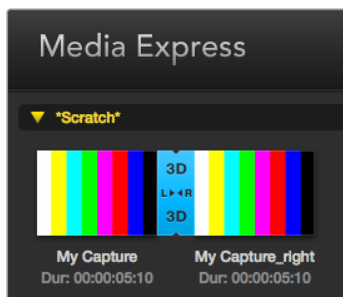 Media Express
*Scratch*
3D
L▸◂R
3D
My Capture My Capture_right
Dur: 00:00:05:10 Dur: 00:00:05:10